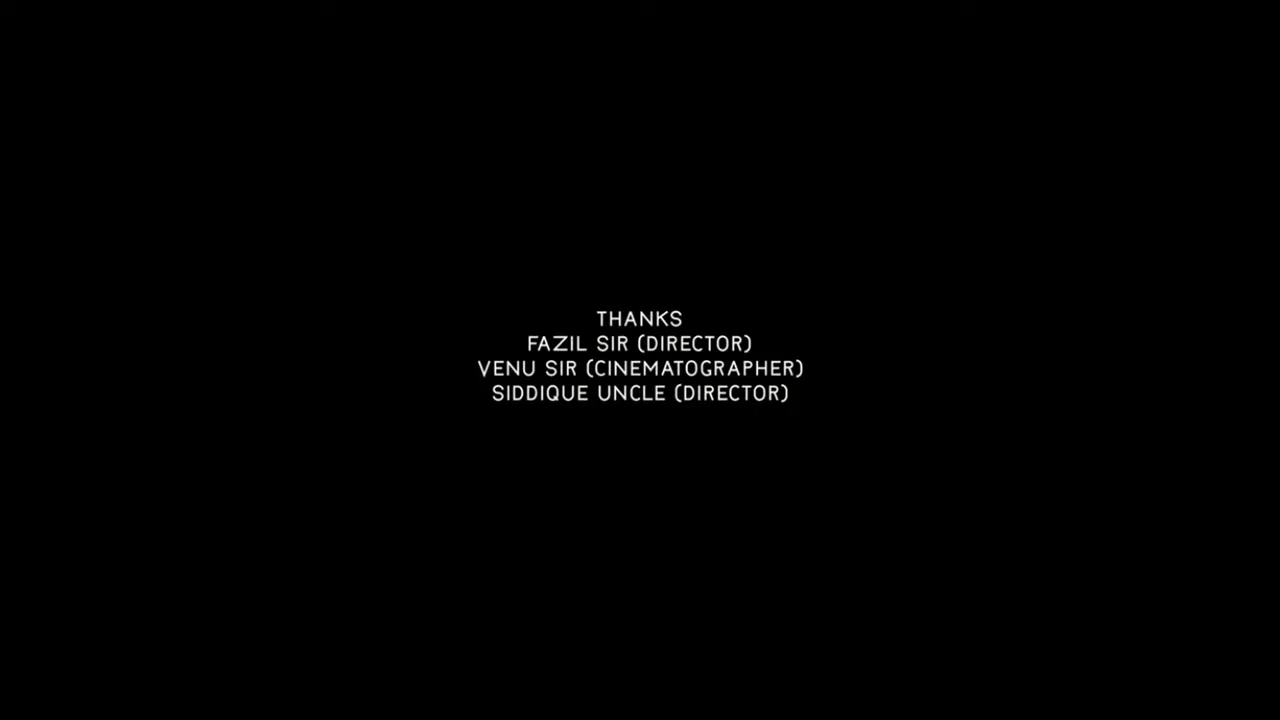 THANKS
FAZIL SIR (DIRECTOR)
VENU SIR (CINEMATOGRAPHER)
SIDDIQUE UNCLE (DIRECTOR)